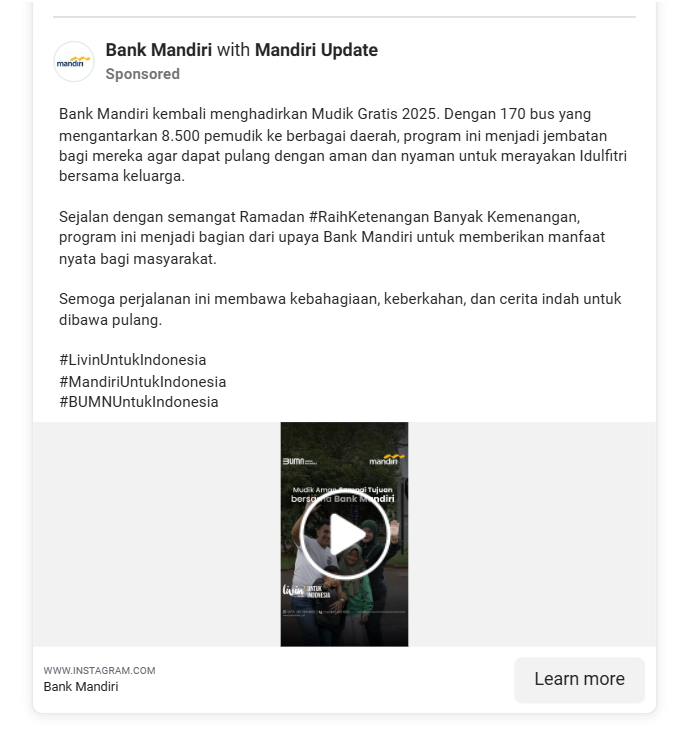 mandiri
Bank Mandiri with Mandiri Update
Sponsored
Bank Mandiri kembali menghadirkan Mudik Gratis 2025. Dengan 170 bus yang
mengantarkan 8.500 pemudik ke berbagai daerah, program ini menjadi jembatan
bagi mereka agar dapat pulang dengan aman dan nyaman untuk merayakan Idulfitri
bersama keluarga.
Sejalan dengan semangat Ramadan #RaihKetenangan Banyak Kemenangan,
program ini menjadi bagian dari upaya Bank Mandiri untuk memberikan manfaat
nyata bagi masyarakat.
Semoga perjalanan ini membawa kebahagiaan, keberkahan, dan cerita indah untuk
dibawa pulang.
#LivinUntukIndonesia
#MandiriUntukIndonesia
#BUMNUntukIndonesia
BUMN
mandiri
Mudik Aman Sampai Tujuan
bersama Bank Mandiri
livin'
UNTUK
INDONESIA
WWW.INSTAGRAM.COM
Bank Mandiri
Learn more